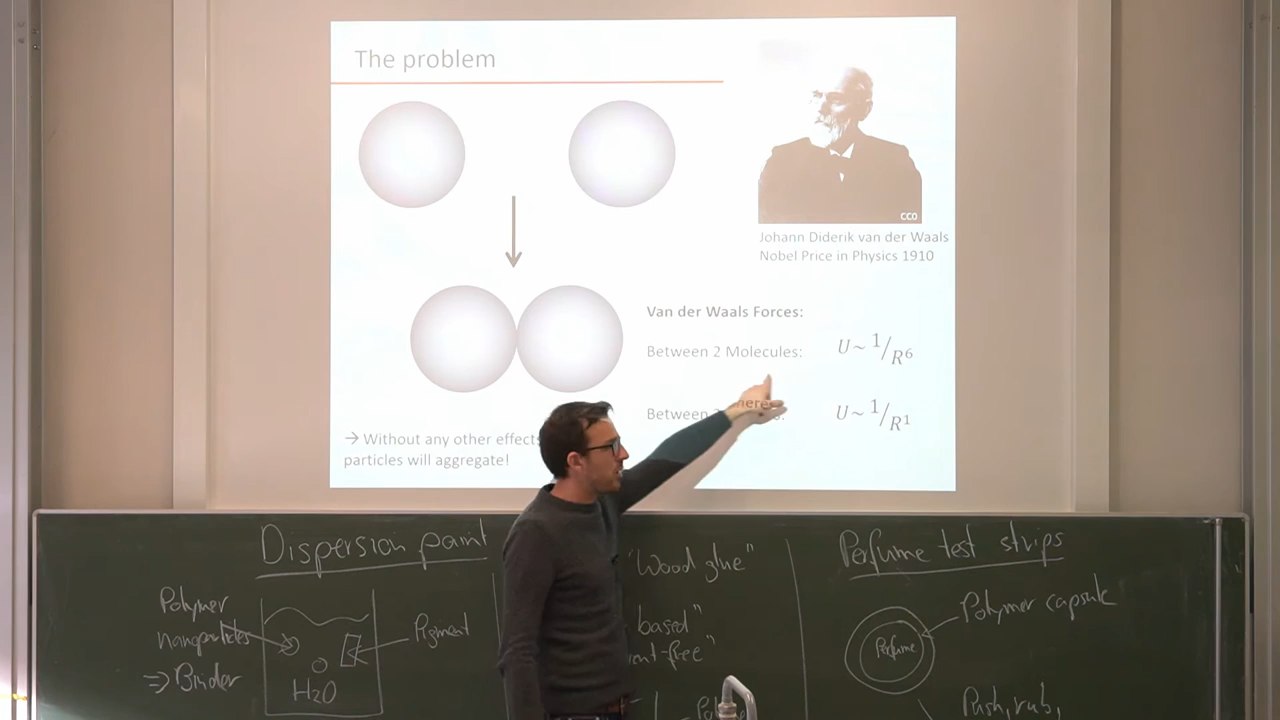 The problem
CC0
Johann Diderik van der Waals
Nobel Price in Physics 1910
Van der Waals Forces:
Between 2 Molecules:
U~ 1/R⁶
Between
U~ 1/R¹
→ Without any other effects
particles will aggregate!
Dispersion paint
Polymer
nanoparticles
⇒ Binder
H2O
Pigment
"Wood glue"
based"
free"
Perfume test strips
Perfume
Polymer capsule
Push, rub,